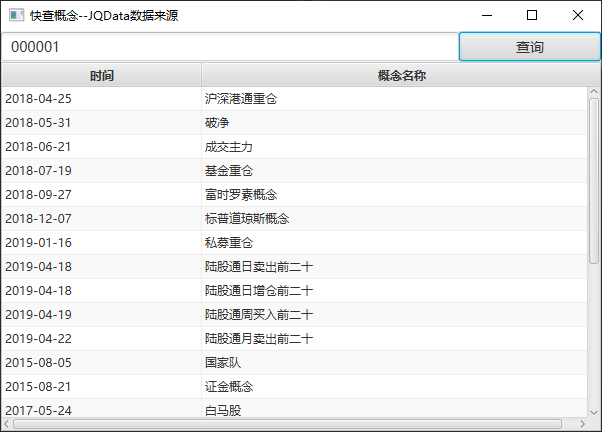 快查概念--JQData数据来源
000001 查询
时间 概念名称
2018-04-25 沪深港通重仓
2018-05-31 破净
2018-06-21 成交主力
2018-07-19 基金重仓
2018-09-27 富时罗素概念
2018-12-07 标普道琼斯概念
2019-01-16 私募重仓
2019-04-18 陆股通日卖出前二十
2019-04-18 陆股通日增仓前二十
2019-04-19 陆股通周买入前二十
2019-04-22 陆股通月卖出前二十
2015-08-05 国家队
2015-08-21 证金概念
2017-05-24 白马股